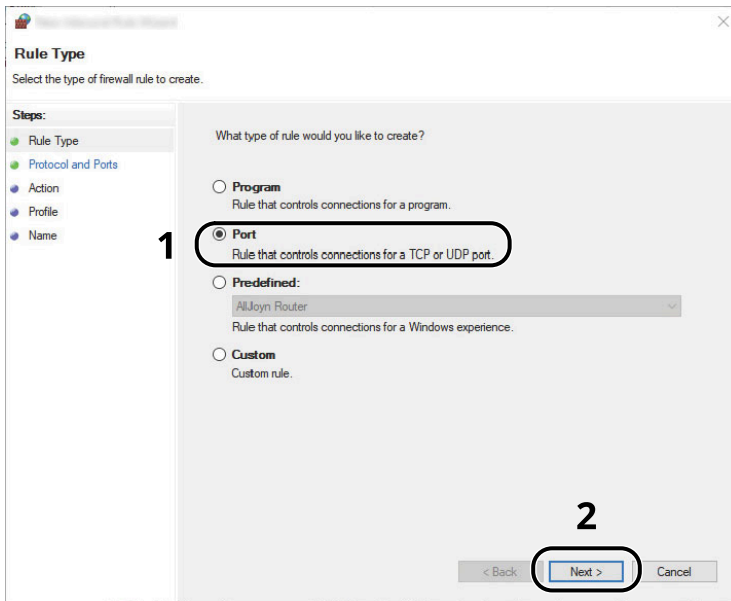 Rule Type
Select the type of firewall rule to create.
Steps:
Rule Type
Protocol and Ports
Action
Profile
Name
What type of rule would you like to create?
Program
Rule that controls connections for a program.
1
Port
Rule that controls connections for a TCP or UDP port.
Predefined:
AllJoyn Router
Rule that controls connections for a Windows experience.
Custom
Custom rule.
2
< Back
Next >
Cancel